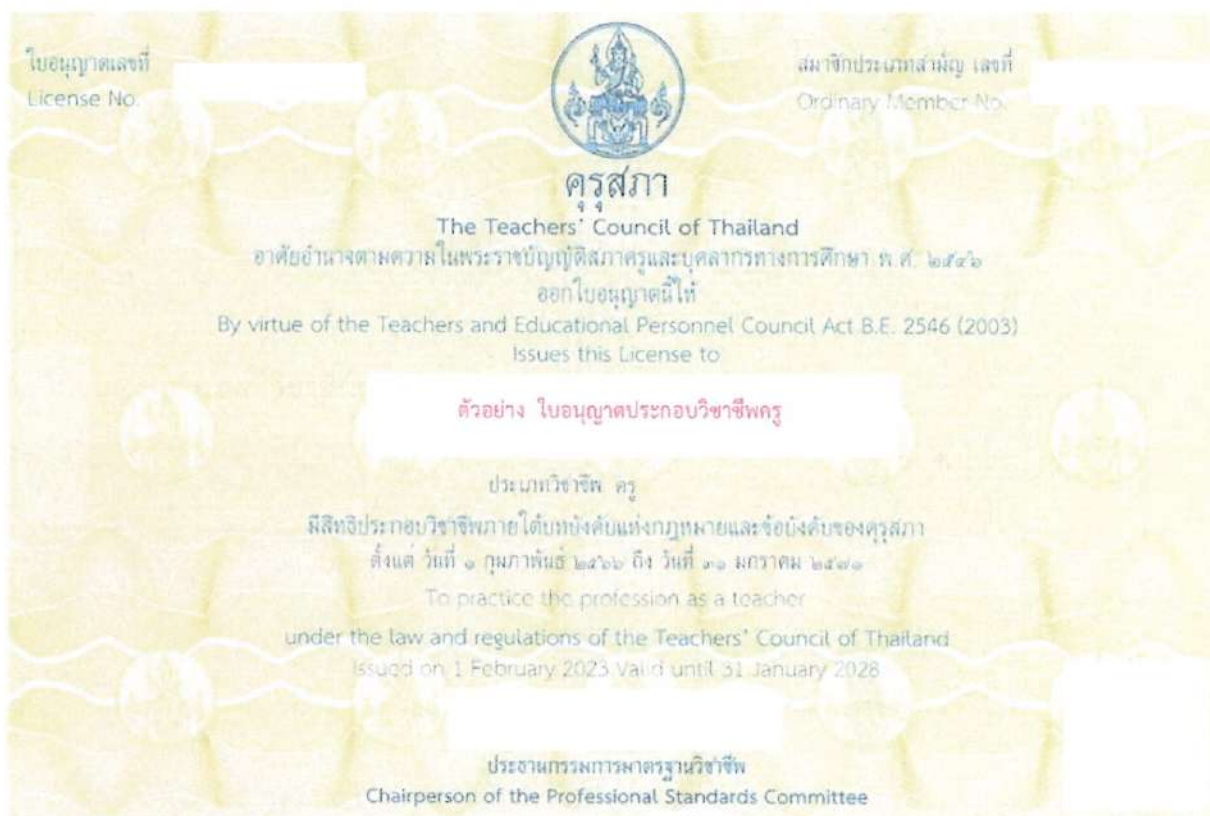 ใบอนุญาตเลขที่
License No.
สมาชิกประเภทสามัญ เลขที่
Ordinary Member No.
คุรุสภา
The Teachers' Council of Thailand
อาศัยอำนาจตามความในพระราชบัญญัติสภาครูและบุคลากรทางการศึกษา พ.ศ. ๒๕๔๖
ออกใบอนุญาตนี้ให้
By virtue of the Teachers and Educational Personnel Council Act B.E. 2546 (2003)
Issues this License to
ตัวอย่าง ใบอนุญาตประกอบวิชาชีพครู
ประเภทวิชาชีพ ครู
มีสิทธิประกอบวิชาชีพภายใต้บทบังคับแห่งกฎหมายและข้อบังคับของคุรุสภา
ตั้งแต่ วันที่ ๑ กุมภาพันธ์ ๒๕๖๖ ถึง วันที่ ๓๑ มกราคม ๒๕๗๑
To practice the profession as a teacher
under the law and regulations of the Teachers' Council of Thailand
Issued on 1 February 2023 Valid until 31 January 2028
ประธานกรรมการมาตรฐานวิชาชีพ
Chairperson of the Professional Standards Committee